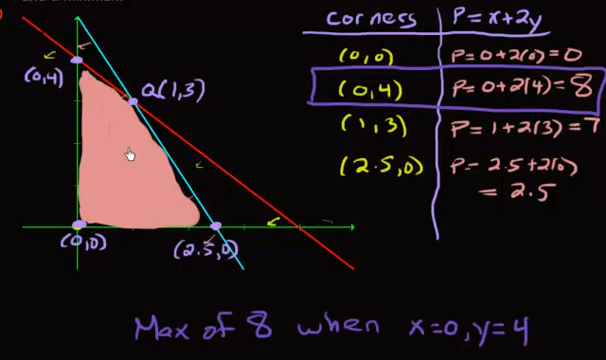 corners P=x+2y
(0,0) P=0+2(0)=0
(0,4) P=0+2(4)=8
(1,3) P=1+2(3)=7
(2.5,0) P=2.5+2(0)
= 2.5
(0,4)
Q(1,3)
(0,0)
(2.5,0)
Max of 8 when x=0,y=4